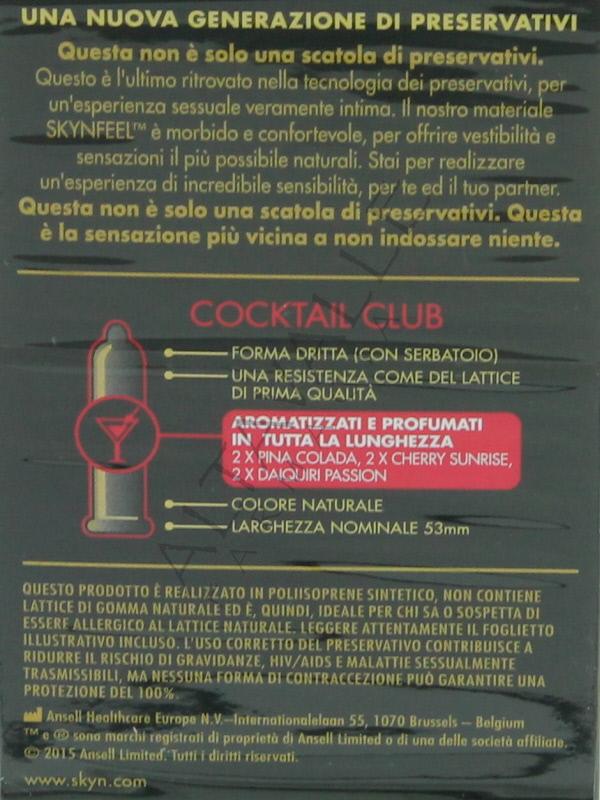 UNA NUOVA GENERAZIONE DI PRESERVATIVI
Questa non è solo una scatola di preservativi.
Questo è l'ultimo ritrovato nella tecnologia dei preservativi, per
un'esperienza sessuale veramente intima. Il nostro materiale
SKYNFEEL™ è morbido e confortevole, per offrire vestibilità e
sensazioni il più possibile naturali. Stai per realizzare
un'esperienza di incredibile sensibilità, per te ed il tuo partner.
Questa non è solo una scatola di preservativi. Questa
è la sensazione più vicina a non indossare niente.
COCKTAIL CLUB
FORMA DRITTA (CON SERBATOIO)
UNA RESISTENZA COME DEL LATTICE
DI PRIMA QUALITÀ
AROMATIZZATI E PROFUMATI
IN TUTTA LA LUNGHEZZA
2 X PINA COLADA, 2 X CHERRY SUNRISE,
2 X DAIQUIRI PASSION
COLORE NATURALE
LARGHEZZA NOMINALE 53mm
QUESTO PRODOTTO È REALIZZATO IN POLIISOPRENE SINTETICO, NON CONTIENE
LATTICE DI GOMMA NATURALE ED È, QUINDI, IDEALE PER CHI SA O SOSPETTA DI
ESSERE ALLERGICO AL LATTICE NATURALE. LEGGERE ATTENTAMENTE IL FOGLIETTO
ILLUSTRATIVO INCLUSO. L'USO CORRETTO DEL PRESERVATIVO CONTRIBUISCE A
RIDURRE IL RISCHIO DI GRAVIDANZE, HIV/AIDS E MALATTIE SESSUALMENTE
TRASMISSIBILI, MA NESSUNA FORMA DI CONTRACCEZIONE PUÒ GARANTIRE UNA
PROTEZIONE DEL 100%.
Ansell Healthcare Europe N.V.—Internationalelaan 55, 1070 Brussels — Belgium
™ e ® sono marchi registrati di proprietà di Ansell Limited o di una delle società affiliate.
© 2015 Ansell Limited. Tutti i diritti riservati.
www.skyn.com